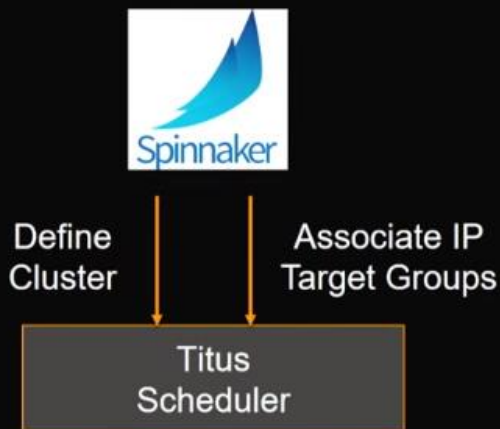 Spinnaker
Define
Cluster
Associate IP
Target Groups
Titus
Scheduler